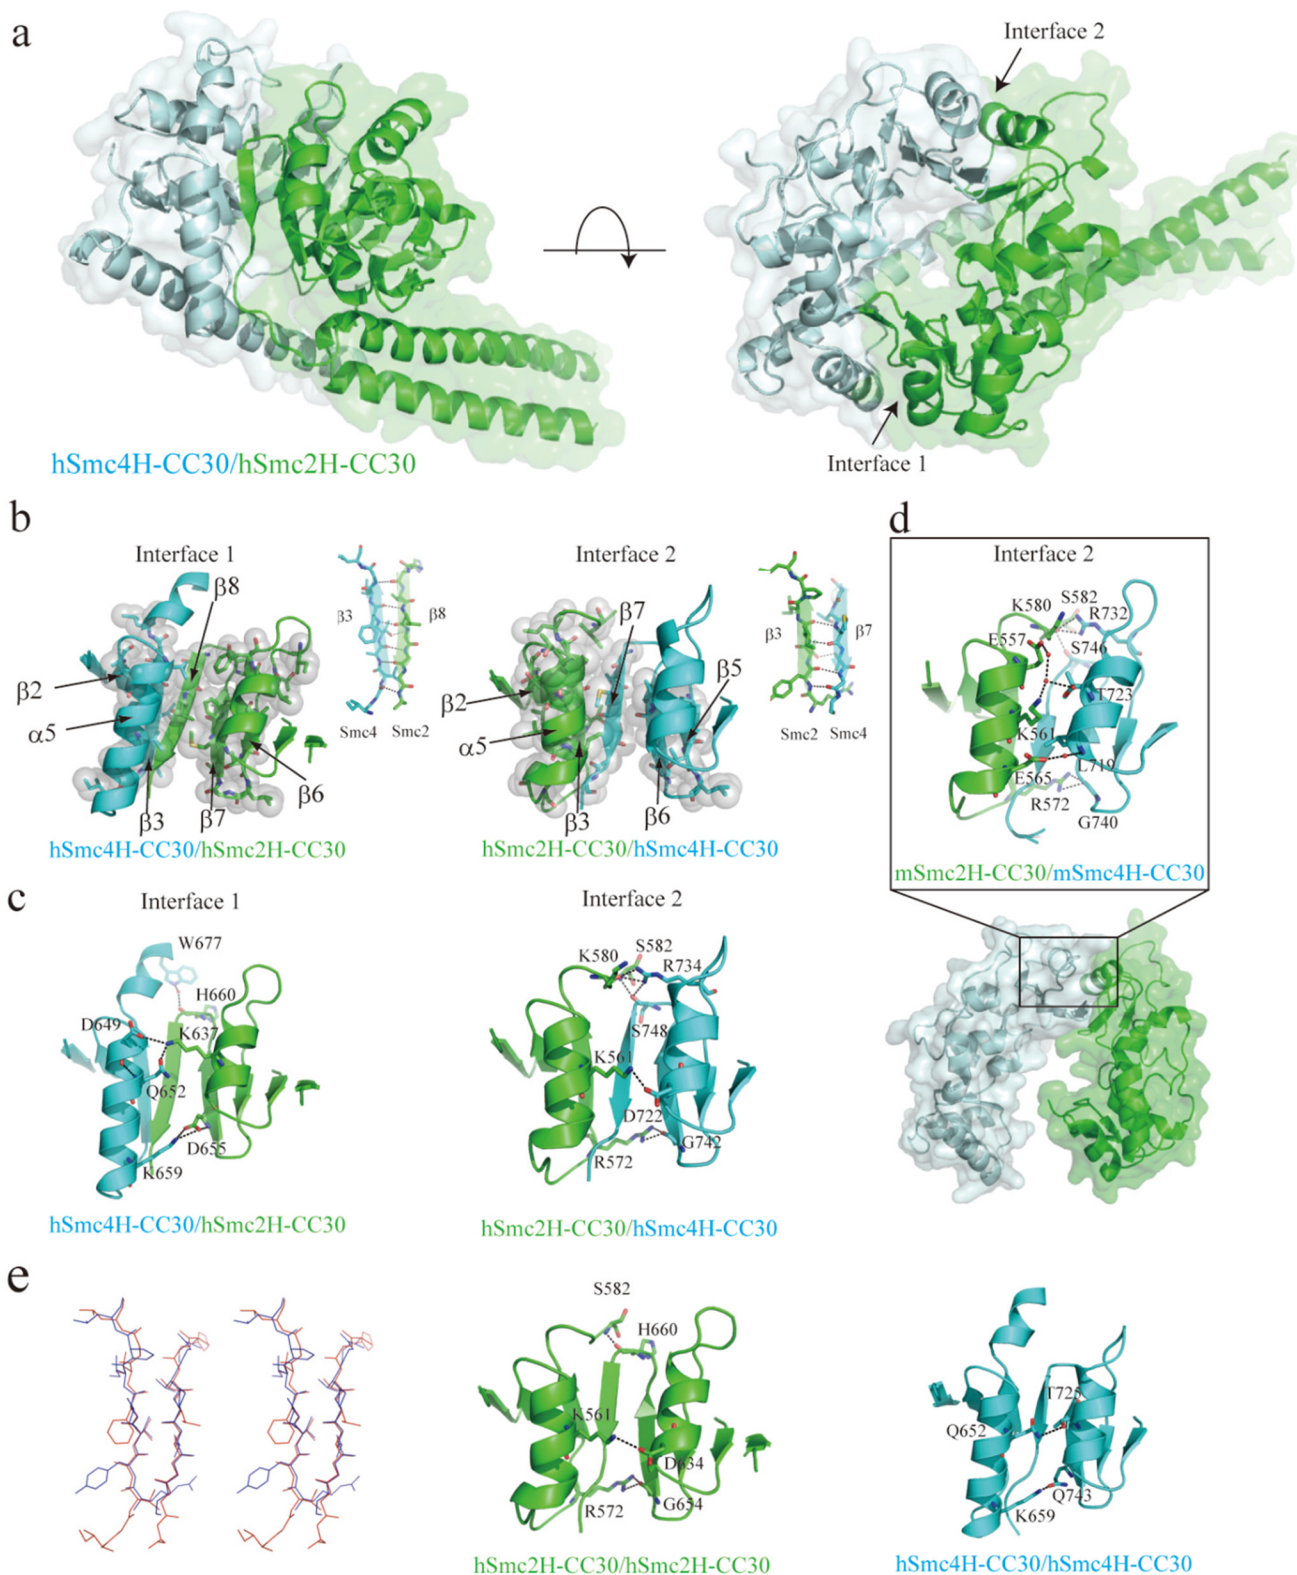 a
Interface 2
Interface 1
hSmc4H-CC30/hSmc2H-CC30
b
Interface 1
β8
β2
α5
β3
β7
β6
β3
β8
Smc4
Smc2
hSmc4H-CC30/hSmc2H-CC30
Interface 2
β7
β5
β2
α5
β3
β6
β3
β7
Smc2
Smc4
hSmc2H-CC30/hSmc4H-CC30
d
Interface 2
S582
K580
R732
E557
S746
T723
K561
L719
E565
R572
G740
mSmc2H-CC30/mSmc4H-CC30
c
Interface 1
W677
H660
D649
K637
Q652
D655
K659
hSmc4H-CC30/hSmc2H-CC30
Interface 2
S582
K580
R734
S748
K561
D722
G742
R572
hSmc2H-CC30/hSmc4H-CC30
e
S582
H660
K561
D634
R572
G654
hSmc2H-CC30/hSmc2H-CC30
T725
Q652
Q743
K659
hSmc4H-CC30/hSmc4H-CC30